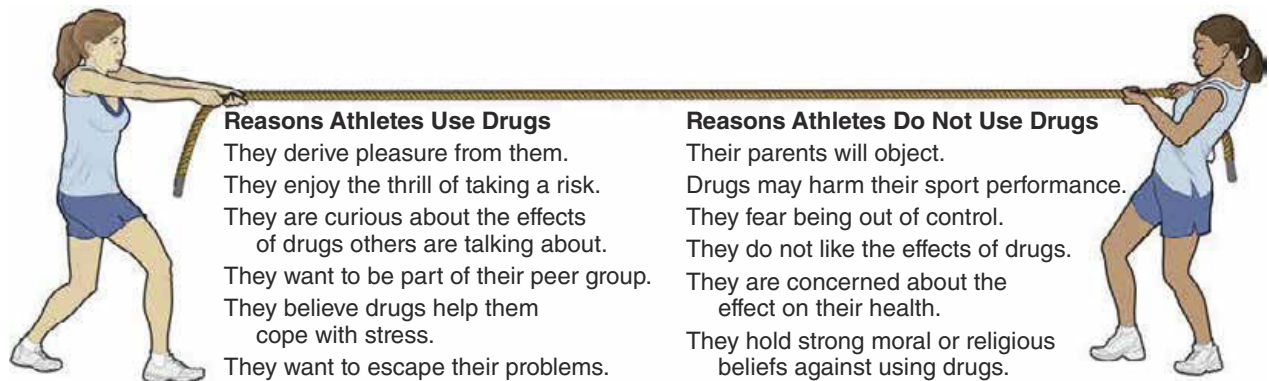 Reasons Athletes Use Drugs
They derive pleasure from them.
They enjoy the thrill of taking a risk.
They are curious about the effects
of drugs others are talking about.
They want to be part of their peer group.
They believe drugs help them
cope with stress.
They want to escape their problems.
Reasons Athletes Do Not Use Drugs
Their parents will object.
Drugs may harm their sport performance.
They fear being out of control.
They do not like the effects of drugs.
They are concerned about the
effect on their health.
They hold strong moral or religious
beliefs against using drugs.